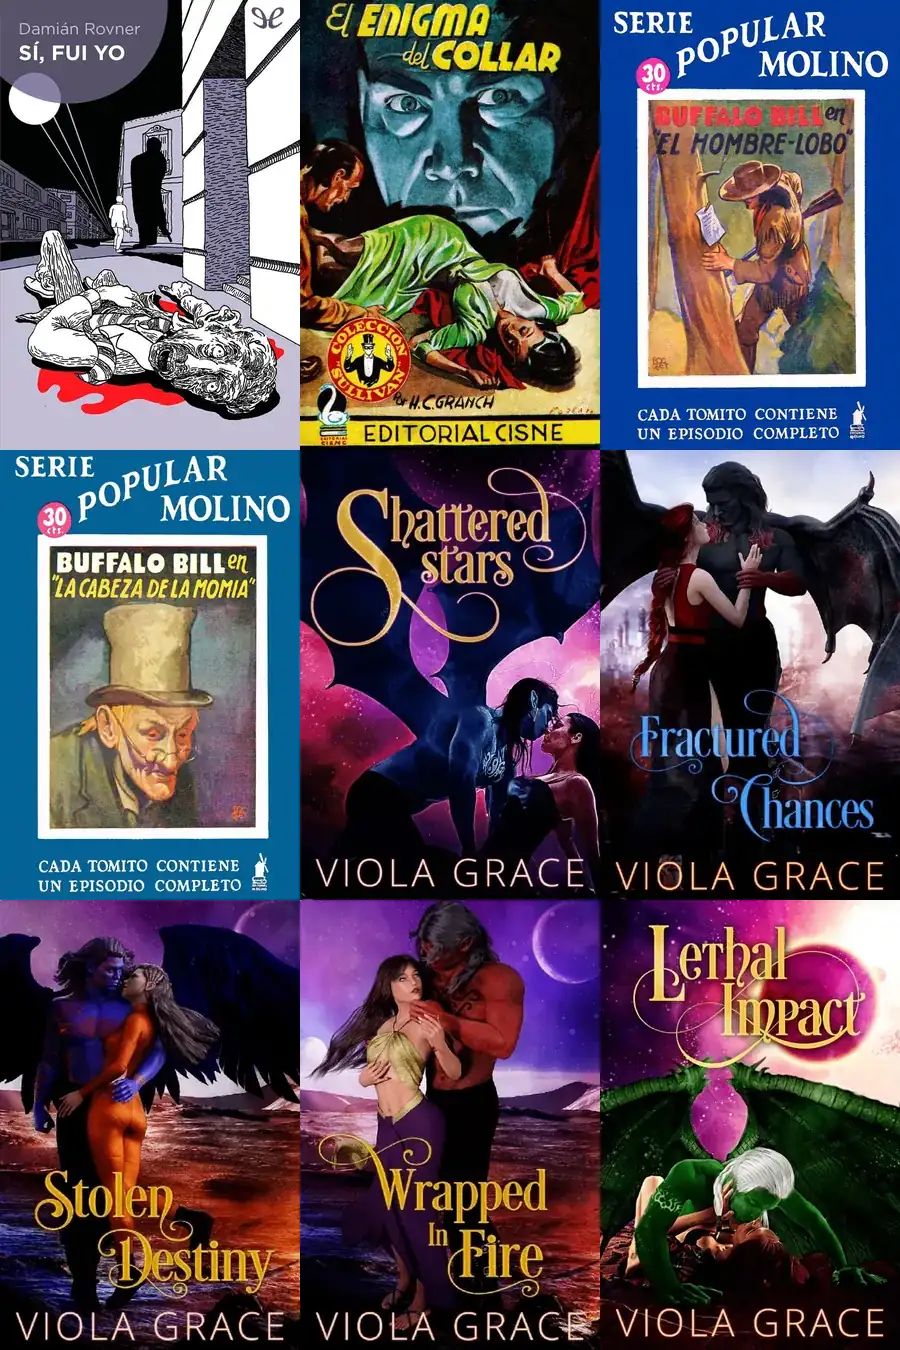 Damián Rovner
SÍ, FUI YO
El ENIGMA
del COLLAR
COLECCIÓN
SULLIVAN
Por H.C. GRANCH
EDITORIAL
CISNE
EDITORIAL CISNE
SERIE
POPULAR
MOLINO
30
cts.
BUFFALO BILL en
"EL HOMBRE-LOBO"
CADA TOMITO CONTIENE
UN EPISODIO COMPLETO
SERIE
POPULAR
MOLINO
30
cts.
BUFFALO BILL en
"LA CABEZA DE LA MOMIA"
CADA TOMITO CONTIENE
UN EPISODIO COMPLETO
Shattered
stars
VIOLA GRACE
Fractured
Chances
VIOLA GRACE
Stolen
Destiny
VIOLA GRACE
Wrapped
In
Fire
VIOLA GRACE
Lethal
Impact
VIOLA GRACE